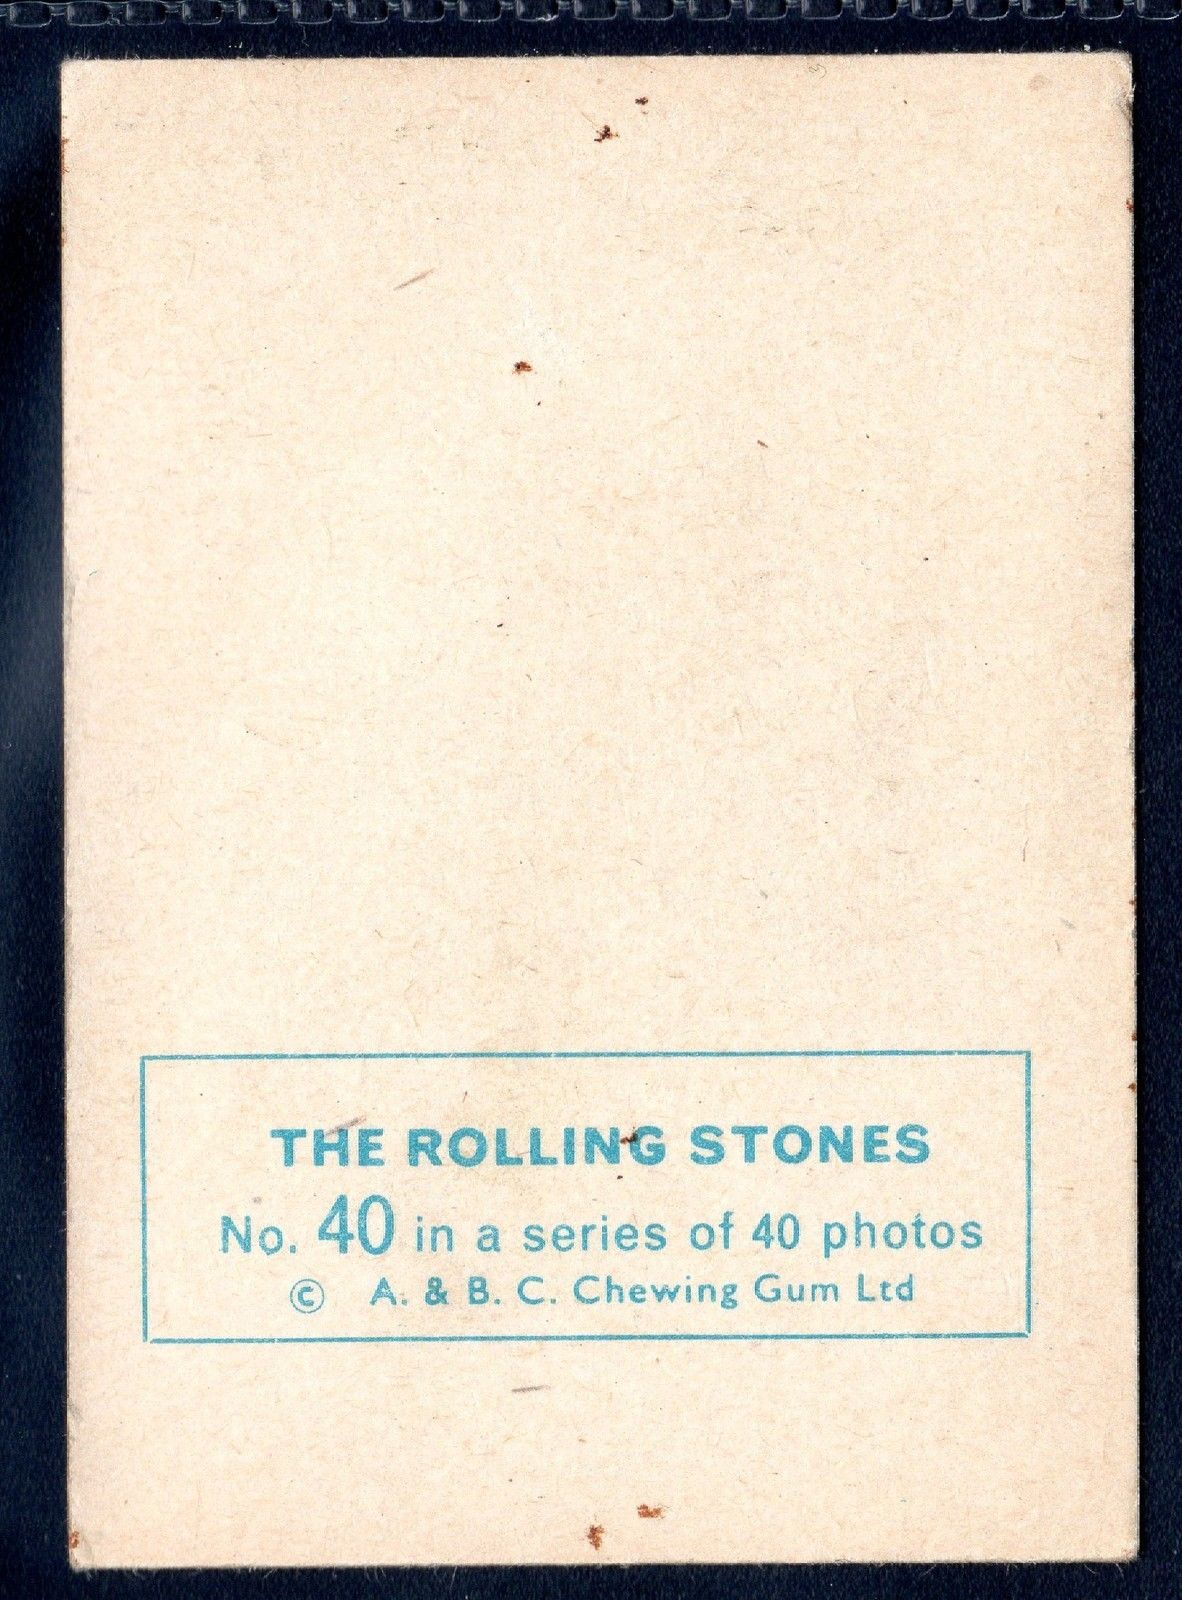 THE ROLLING STONES
No. 40 in a series of 40 photos
© A. & B. C. Chewing Gum Ltd